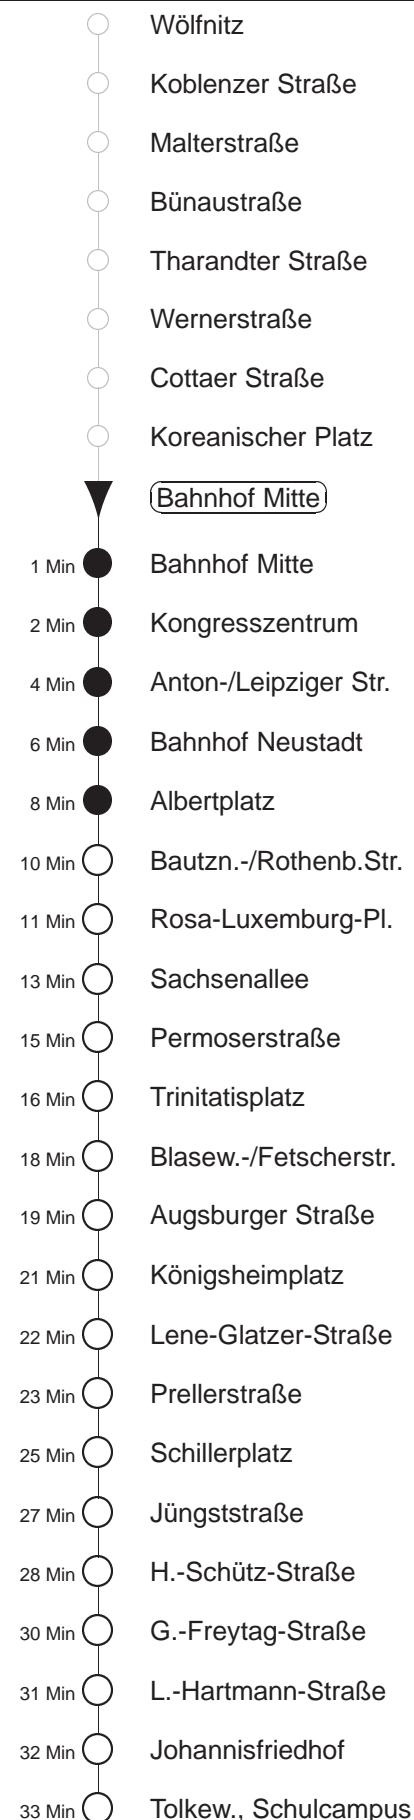 Wölfnitz
Koblenzer Straße
Malterstraße
Bünaustraße
Tharandter Straße
Wernerstraße
Cottaer Straße
Koreanischer Platz
Bahnhof Mitte
1 Min Bahnhof Mitte
2 Min Kongresszentrum
4 Min Anton-/Leipziger Str.
6 Min Bahnhof Neustadt
8 Min Albertplatz
10 Min Bautzn.-/Rothenb.Str.
11 Min Rosa-Luxemburg-Pl.
13 Min Sachsenallee
15 Min Permoserstraße
16 Min Trinitatisplatz
18 Min Blasew.-/Fetscherstr.
19 Min Augsburger Straße
21 Min Königsheimplatz
22 Min Lene-Glatzer-Straße
23 Min Prellerstraße
25 Min Schillerplatz
27 Min Jüngststraße
28 Min H.-Schütz-Straße
30 Min G.-Freytag-Straße
31 Min L.-Hartmann-Straße
32 Min Johannisfriedhof
33 Min Tolkew., Schulcampus